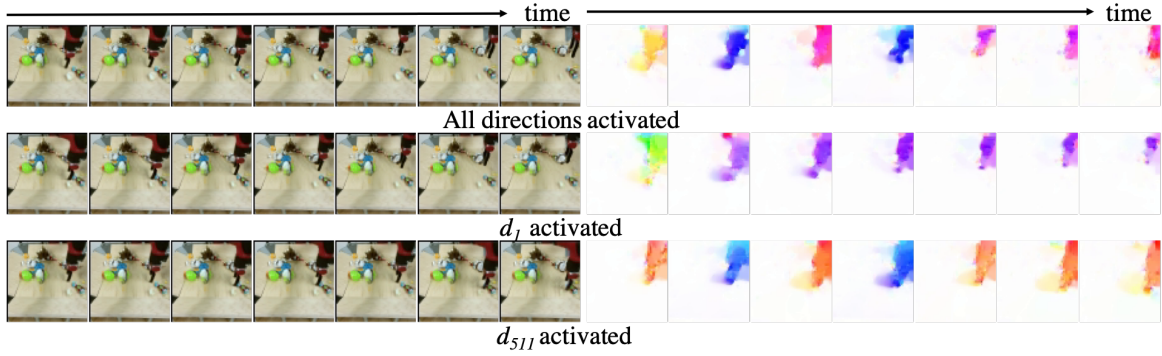 time
time
All directions activated
d1 activated
d511 activated